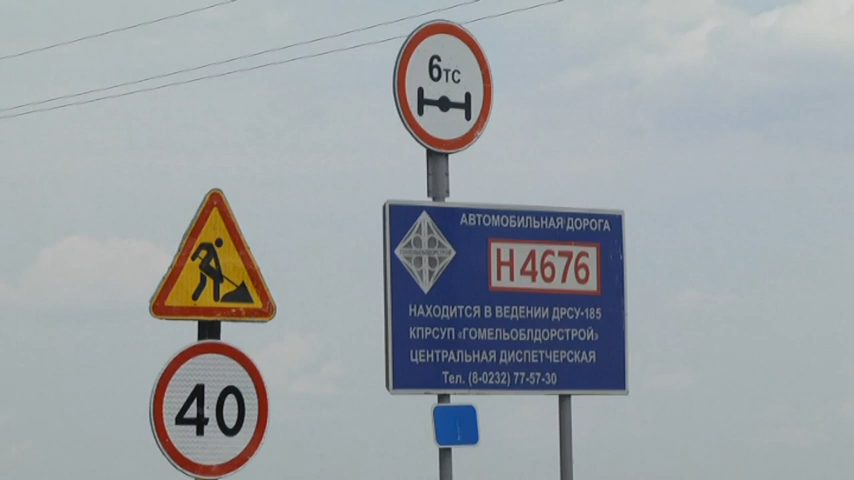 6тс
АВТОМОБИЛЬНАЯ ДОРОГА
ГОМЕЛЬОБЛДОРСТРОЙ
Н4676
НАХОДИТСЯ В ВЕДЕНИИ ДРСУ-185
КПРСУП «ГОМЕЛЬОБЛДОРСТРОЙ»
ЦЕНТРАЛЬНАЯ ДИСПЕТЧЕРСКАЯ
Тел. (8-0232) 77-57-30
40